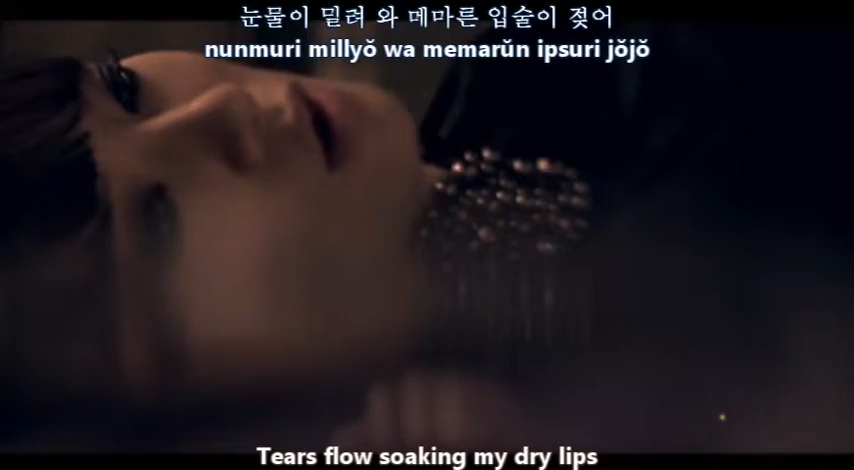 눈물이 밀려 와 메마른 입술이 젖어
nunmuri millyŏ wa memarŭn ipsuri jŏjŏ
Tears flow soaking my dry lips